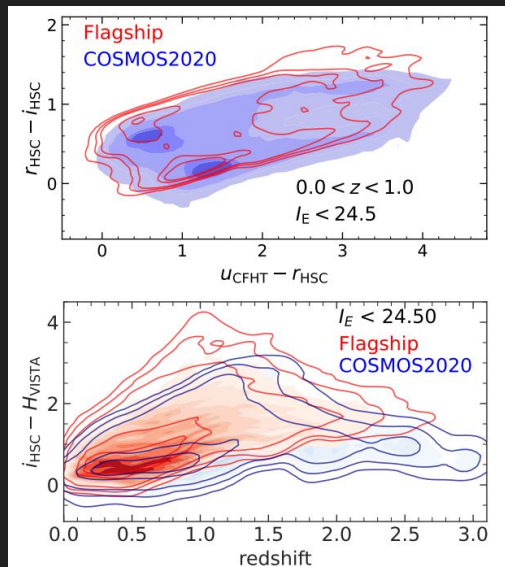 Flagship
COSMOS2020
0.0 < z < 1.0
I_E < 24.5
2
1
0
r_HSC − i_HSC
0 1 2 3 4
u_CFHT − r_HSC
I_E < 24.50
Flagship
COSMOS2020
4
2
0
i_HSC − H_VISTA
0.0 0.5 1.0 1.5 2.0 2.5 3.0
redshift